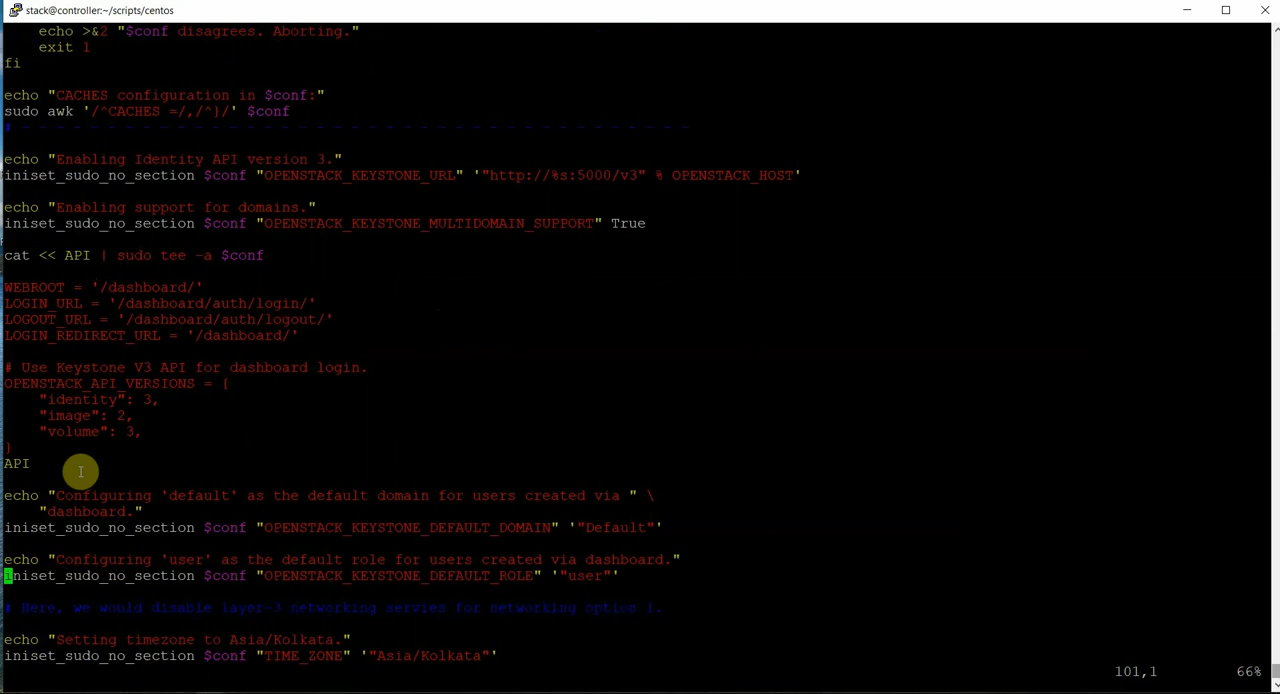 stack@controller:~/scripts/centos
    echo >&2 "$conf disagrees. Aborting."
    exit 1
fi
echo "CACHES configuration in $conf:"
sudo awk '/^CACHES =/,/^}/' $conf
# - - - - - - - - - - - - - - - - - - - - - - - - - - - - - - - - - - - - - - -
echo "Enabling Identity API version 3."
iniset_sudo_no_section $conf "OPENSTACK_KEYSTONE_URL" '"http://%s:5000/v3" % OPENSTACK_HOST'
echo "Enabling support for domains."
iniset_sudo_no_section $conf "OPENSTACK_KEYSTONE_MULTIDOMAIN_SUPPORT" True
cat << API | sudo tee -a $conf
WEBROOT = '/dashboard/'
LOGIN_URL = '/dashboard/auth/login/'
LOGOUT_URL = '/dashboard/auth/logout/'
LOGIN_REDIRECT_URL = '/dashboard/'
# Use Keystone V3 API for dashboard login.
OPENSTACK_API_VERSIONS = {
    "identity": 3,
    "image": 2,
    "volume": 3,
}
API
echo "Configuring 'default' as the default domain for users created via " \
    "dashboard."
iniset_sudo_no_section $conf "OPENSTACK_KEYSTONE_DEFAULT_DOMAIN" '"Default"'
echo "Configuring 'user' as the default role for users created via dashboard."
iniset_sudo_no_section $conf "OPENSTACK_KEYSTONE_DEFAULT_ROLE" '"user"'
# Here, we would disable layer-3 networking servies for networking option 1.
echo "Setting timezone to Asia/Kolkata."
iniset_sudo_no_section $conf "TIME_ZONE" '"Asia/Kolkata"'
101,1 66%